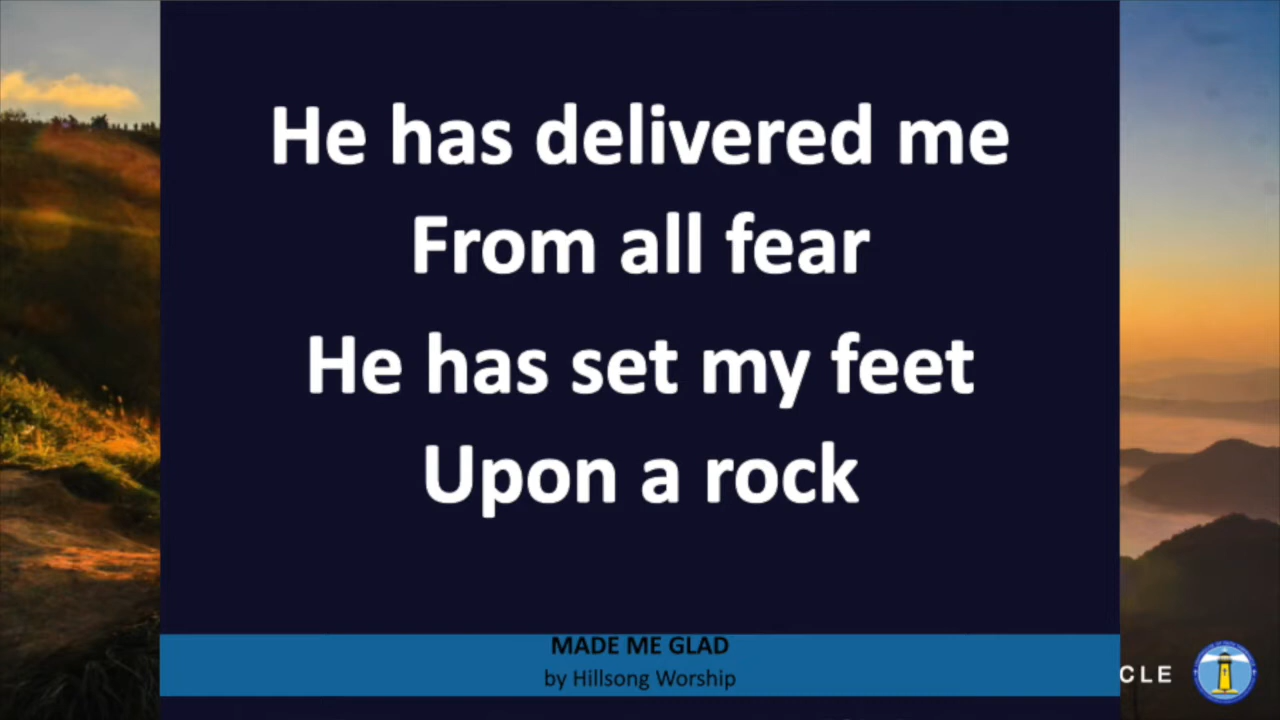 He has delivered me
From all fear
He has set my feet
Upon a rock
MADE ME GLAD
by Hillsong Worship
CLE